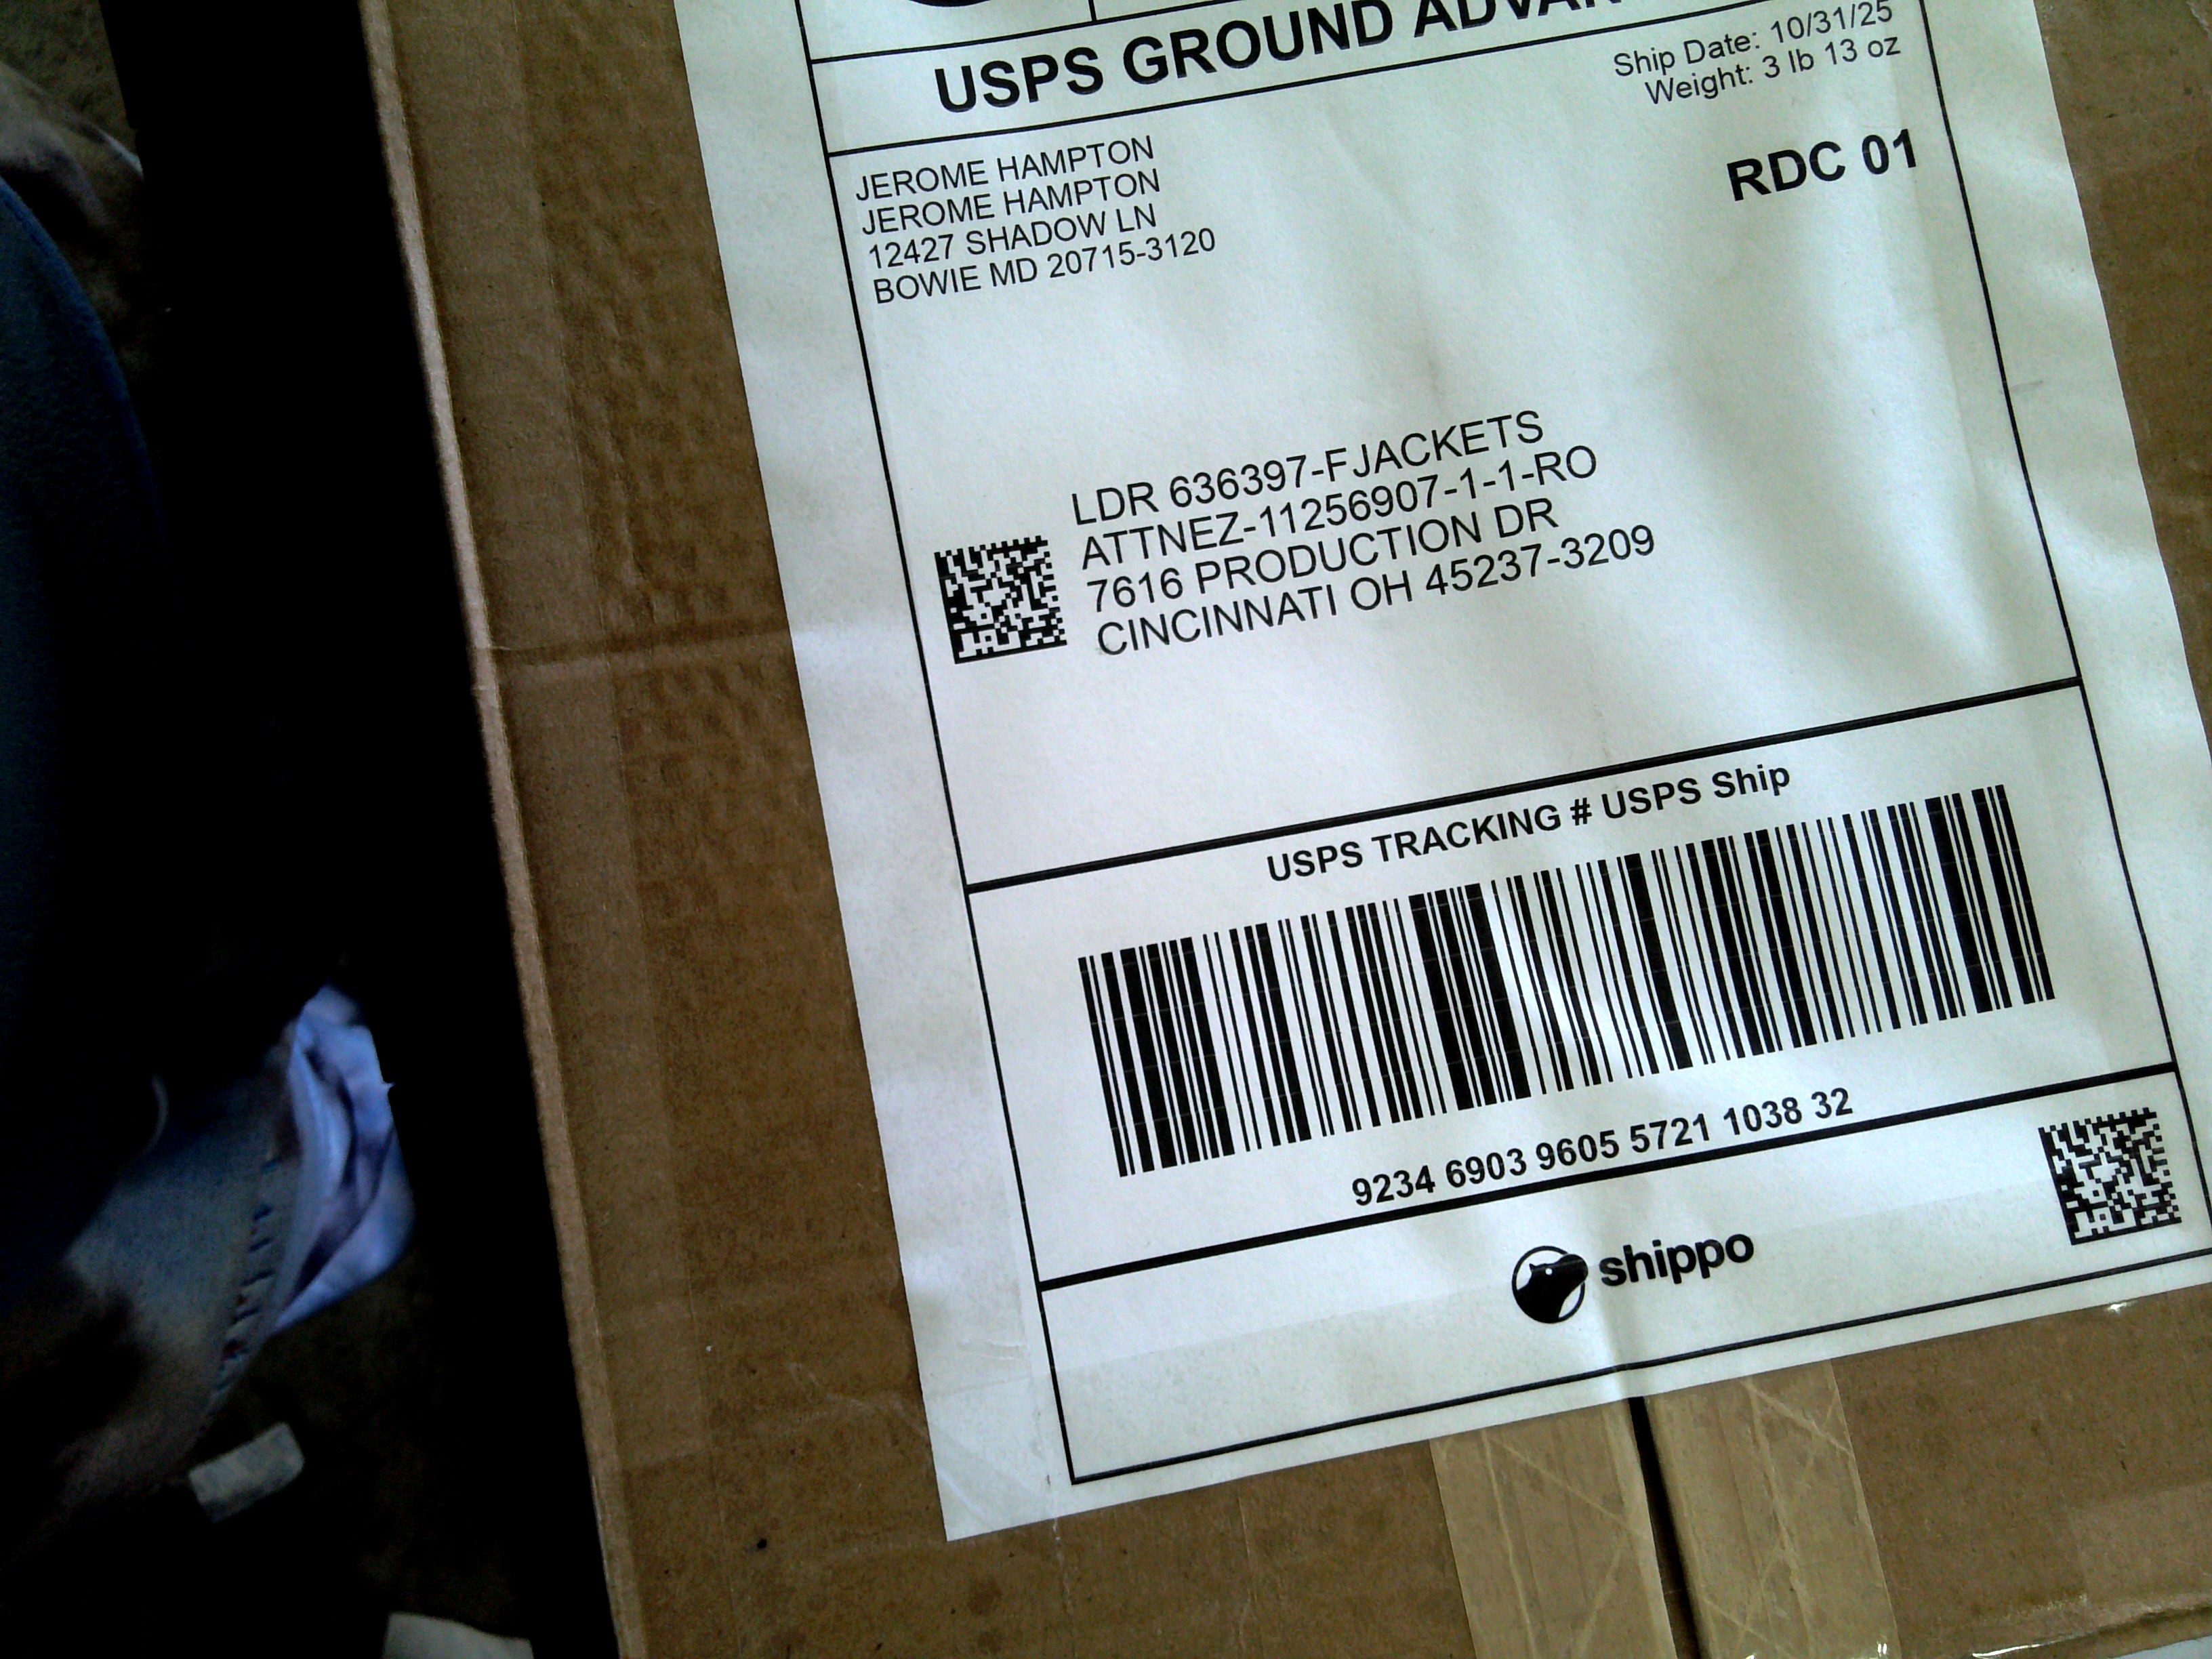 USPS GROUND
Ship Date: 10/31/25
Weight: 3 lb 13 oz
RDC 01
JEROME HAMPTON
JEROME HAMPTON
12427 SHADOW LN
BOWIE MD 20715-3120
LDR 636397-FJACKETS
ATTNEZ-11256907-1-1-RO
7616 PRODUCTION DR
CINCINNATI OH 45237-3209
USPS TRACKING # USPS Ship
9234 6903 9605 5721 1038 32
shippo